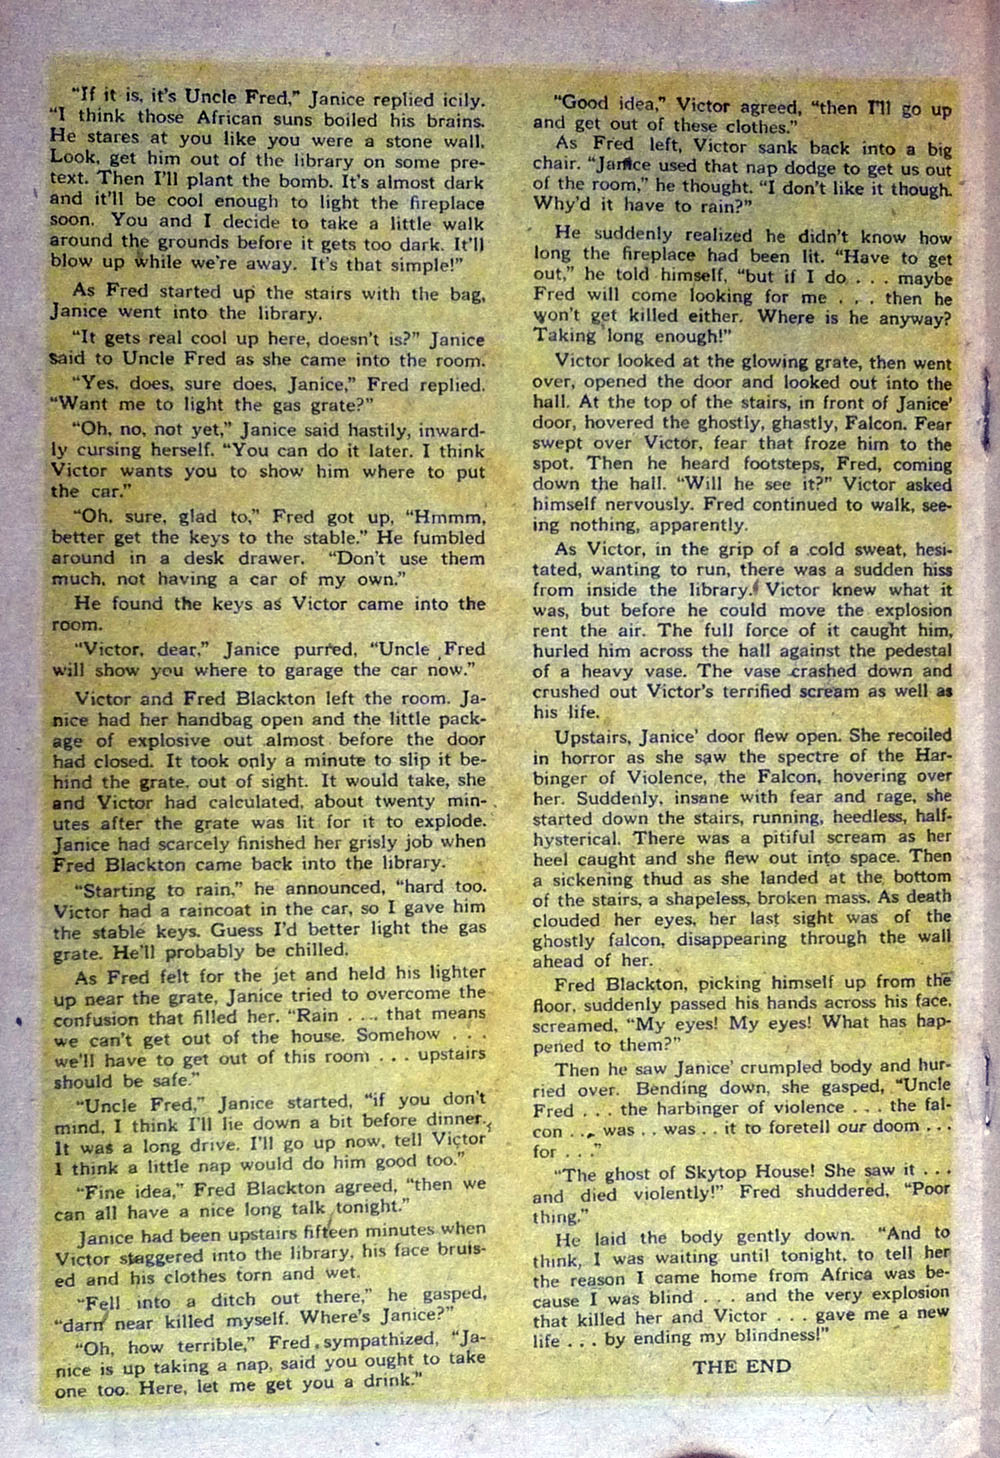 “If it is, it’s Uncle Fred,” Janice replied icily.
“I think those African suns boiled his brains.
He stares at you like you were a stone wall.
Look, get him out of the library on some pre-
text. Then I’ll plant the bomb. It’s almost dark
and it’ll be cool enough to light the fireplace
soon. You and I decide to take a little walk
around the grounds before it gets too dark. It’ll
blow up while we’re away. It’s that simple!”
As Fred started up the stairs with the bag,
Janice went into the library.
“It gets real cool up here, doesn’t is?” Janice
said to Uncle Fred as she came into the room.
“Yes, does, sure does, Janice,” Fred replied.
“Want me to light the gas grate?”
“Oh, no, not yet,” Janice said hastily, inward-
ly cursing herself. “You can do it later. I think
Victor wants you to show him where to put
the car.”
“Oh, sure, glad to,” Fred got up, “Hmmm,
better get the keys to the stable.” He fumbled
around in a desk drawer. “Don’t use them
much, not having a car of my own.”
He found the keys as Victor came into the
room.
“Victor, dear,” Janice purred, “Uncle Fred
will show you where to garage the car now.”
Victor and Fred Blackton left the room. Ja-
nice had her handbag open and the little pack-
age of explosive out almost before the door
had closed. It took only a minute to slip it be-
hind the grate, out of sight. It would take, she
and Victor had calculated, about twenty min-
utes after the grate was lit for it to explode.
Janice had scarcely finished her grisly job when
Fred Blackton came back into the library.
“Starting to rain,” he announced, “hard too.
Victor had a raincoat in the car, so I gave him
the stable keys. Guess I’d better light the gas
grate. He’ll probably be chilled.
As Fred felt for the jet and held his lighter
up near the grate, Janice tried to overcome the
confusion that filled her. “Rain . . . that means
we can’t get out of the house. Somehow . . .
we’ll have to get out of this room . . . upstairs
should be safe.”
“Uncle Fred,” Janice started, “if you don’t
mind, I think I’ll lie down a bit before dinner.
It was a long drive. I’ll go up now, tell Victor
I think a little nap would do him good too.”
“Fine idea,” Fred Blackton agreed, “then we
can all have a nice long talk tonight.”
Janice had been upstairs fifteen minutes when
Victor staggered into the library, his face bruis-
ed and his clothes torn and wet.
“Fell into a ditch out there,” he gasped,
“darn near killed myself. Where’s Janice?”
“Oh, how terrible,” Fred sympathized, “Ja-
nice is up taking a nap, said you ought to take
one too. Here, let me get you a drink.”
“Good idea,” Victor agreed, “then I’ll go up
and get out of these clothes.”
As Fred left, Victor sank back into a big
chair. “Janice used that nap dodge to get us out
of the room,” he thought. “I don’t like it though.
Why’d it have to rain?”
He suddenly realized he didn’t know how
long the fireplace had been lit. “Have to get
out,” he told himself, “but if I do . . . maybe
Fred will come looking for me . . . then he
won’t get killed either. Where is he anyway?
Taking long enough!”
Victor looked at the glowing grate, then went
over, opened the door and looked out into the
hall. At the top of the stairs, in front of Janice’
door, hovered the ghostly, ghastly, Falcon. Fear
swept over Victor, fear that froze him to the
spot. Then he heard footsteps, Fred, coming
down the hall. “Will he see it?” Victor asked
himself nervously. Fred continued to walk, see-
ing nothing, apparently.
As Victor, in the grip of a cold sweat, hesi-
tated, wanting to run, there was a sudden hiss
from inside the library. Victor knew what it
was, but before he could move the explosion
rent the air. The full force of it caught him,
hurled him across the hall against the pedestal
of a heavy vase. The vase crashed down and
crushed out Victor’s terrified scream as well as
his life.
Upstairs, Janice’ door flew open. She recoiled
in horror as she saw the spectre of the Har-
binger of Violence, the Falcon, hovering over
her. Suddenly, insane with fear and rage, she
started down the stairs, running, heedless, half-
hysterical. There was a pitiful scream as her
heel caught and she flew out into space. Then
a sickening thud as she landed at the bottom
of the stairs, a shapeless, broken mass. As death
clouded her eyes, her last sight was of the
ghostly falcon, disappearing through the wall
ahead of her.
Fred Blackton, picking himself up from the
floor, suddenly passed his hands across his face,
screamed, “My eyes! My eyes! What has hap-
pened to them?”
Then he saw Janice’ crumpled body and hur-
ried over. Bending down, she gasped, “Uncle
Fred . . . the harbinger of violence . . . the fal-
con . . . was . . was . . it to foretell our doom . . .
for . . .”
“The ghost of Skytop House! She saw it . . .
and died violently!” Fred shuddered, “Poor
thing.”
He laid the body gently down. “And to
think, I was waiting until tonight, to tell her
the reason I came home from Africa was be-
cause I was blind . . . and the very explosion
that killed her and Victor . . . gave me a new
life . . . by ending my blindness!”
THE END